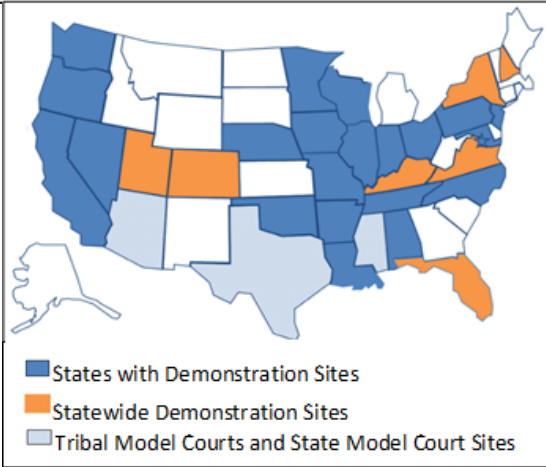 States with Demonstration Sites
Statewide Demonstration Sites
Tribal Model Courts and State Model Court Sites